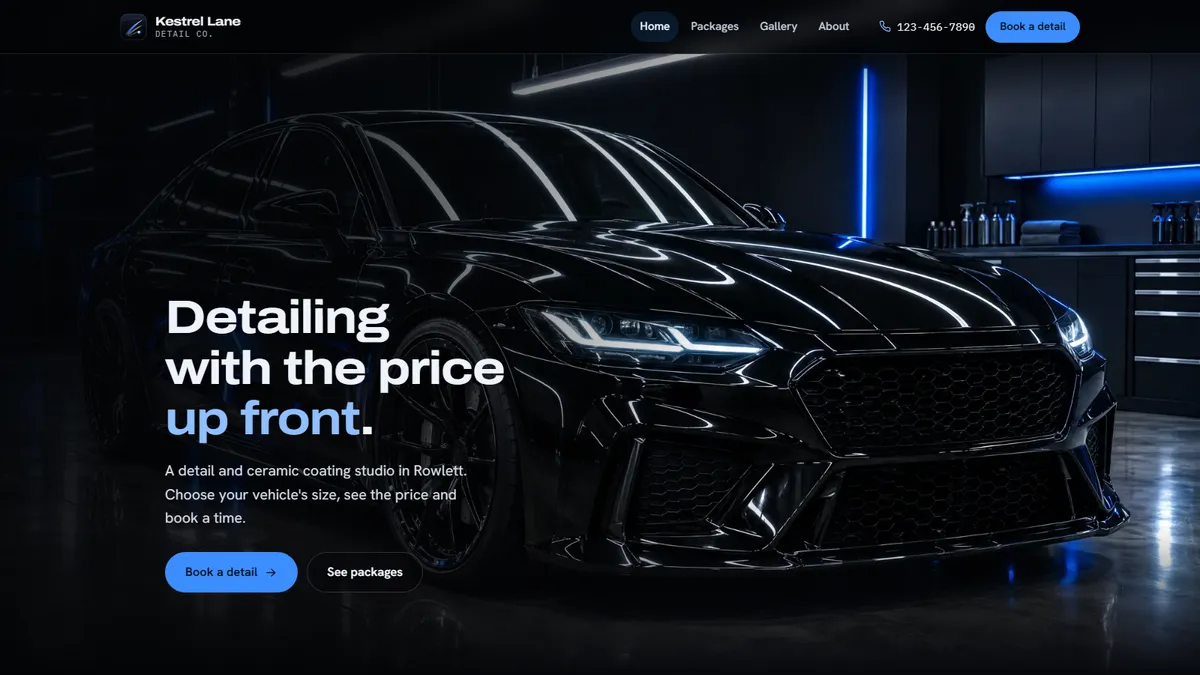 Kestrel Lane
DETAIL CO.
Home
Packages
Gallery
About
123-456-7890
Book a detail
Detailing
with the price
up front.
A detail and ceramic coating studio in Rowlett.
Choose your vehicle's size, see the price and
book a time.
Book a detail →
See packages